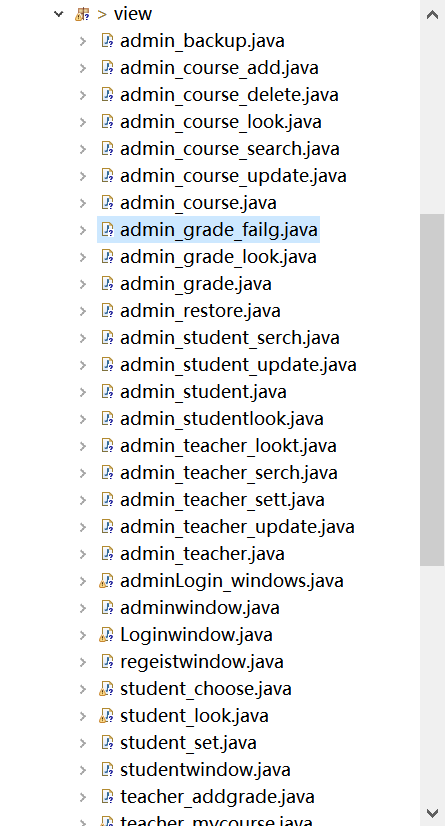 > view
admin_backup.java
admin_course_add.java
admin_course_delete.java
admin_course_look.java
admin_course_search.java
admin_course_update.java
admin_course.java
admin_grade_failg.java
admin_grade_look.java
admin_grade.java
admin_restore.java
admin_student_serch.java
admin_student_update.java
admin_student.java
admin_studentlook.java
admin_teacher_lookt.java
admin_teacher_serch.java
admin_teacher_sett.java
admin_teacher_update.java
admin_teacher.java
adminLogin_windows.java
adminwindow.java
Loginwindow.java
regeistwindow.java
student_choose.java
student_look.java
student_set.java
studentwindow.java
teacher_addgrade.java
teacher_mycourse.java